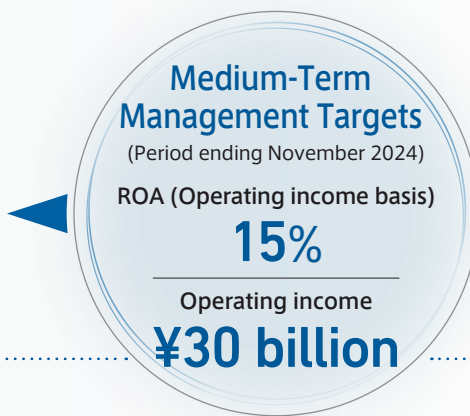 Medium-Term
Management Targets
(Period ending November 2024)
ROA (Operating income basis)
15%
Operating income
¥30 billion